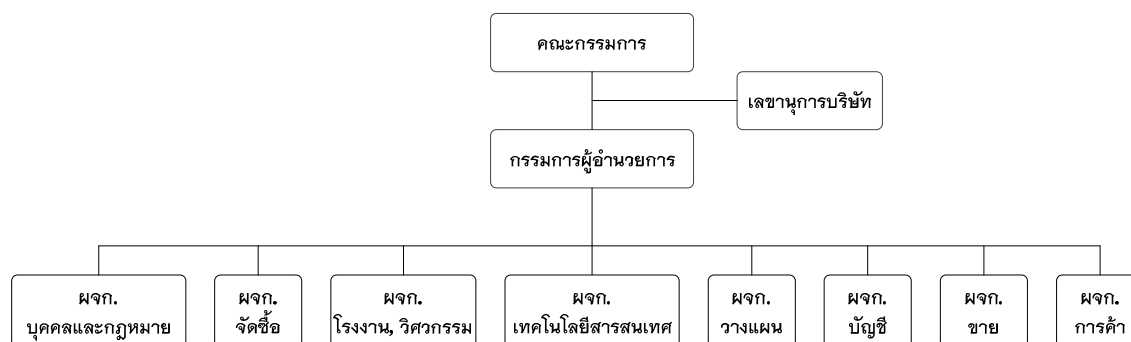 คณะกรรมการ
เลขานุการบริษัท
กรรมการผู้อำนวยการ
ผจก.
บุคคลและกฎหมาย
ผจก.
จัดซื้อ
ผจก.
โรงงาน, วิศวกรรม
ผจก.
เทคโนโลยีสารสนเทศ
ผจก.
วางแผน
ผจก.
บัญชี
ผจก.
ขาย
ผจก.
การค้า